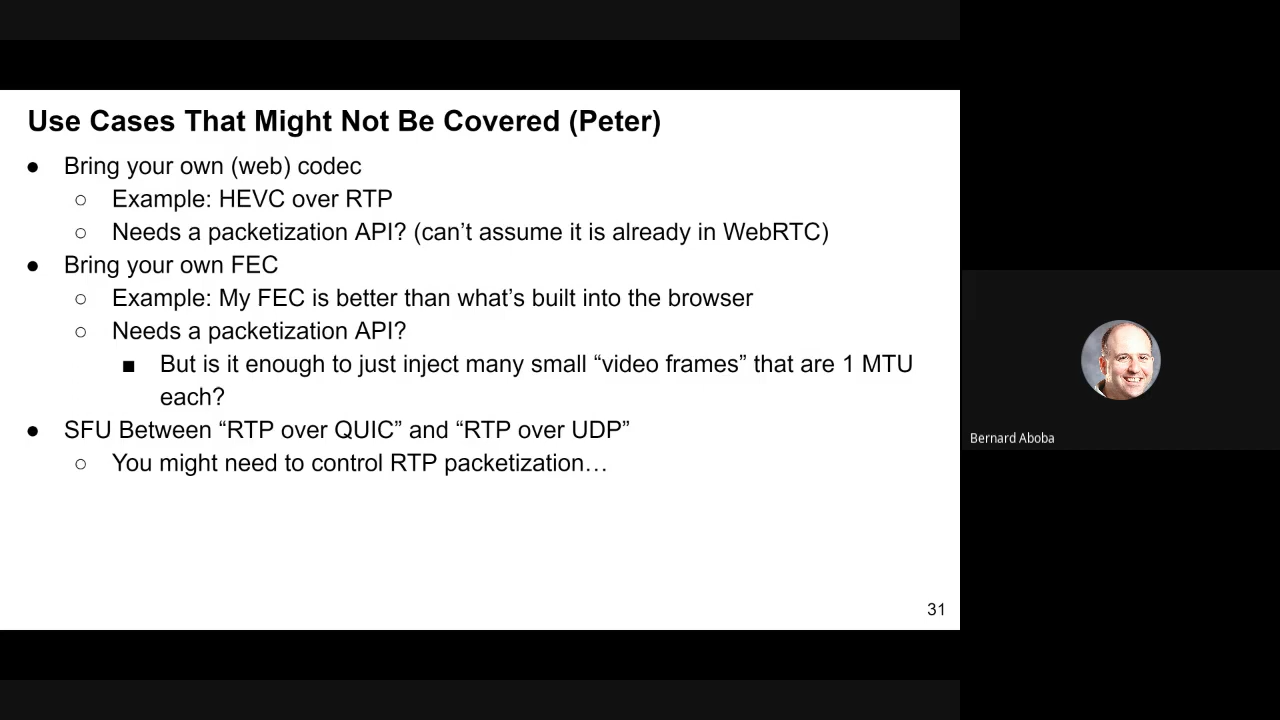 Use Cases That Might Not Be Covered (Peter)
● Bring your own (web) codec
○ Example: HEVC over RTP
○ Needs a packetization API? (can’t assume it is already in WebRTC)
● Bring your own FEC
○ Example: My FEC is better than what’s built into the browser
○ Needs a packetization API?
■ But is it enough to just inject many small “video frames” that are 1 MTU
each?
● SFU Between “RTP over QUIC” and “RTP over UDP”
○ You might need to control RTP packetization…
31
Bernard Aboba